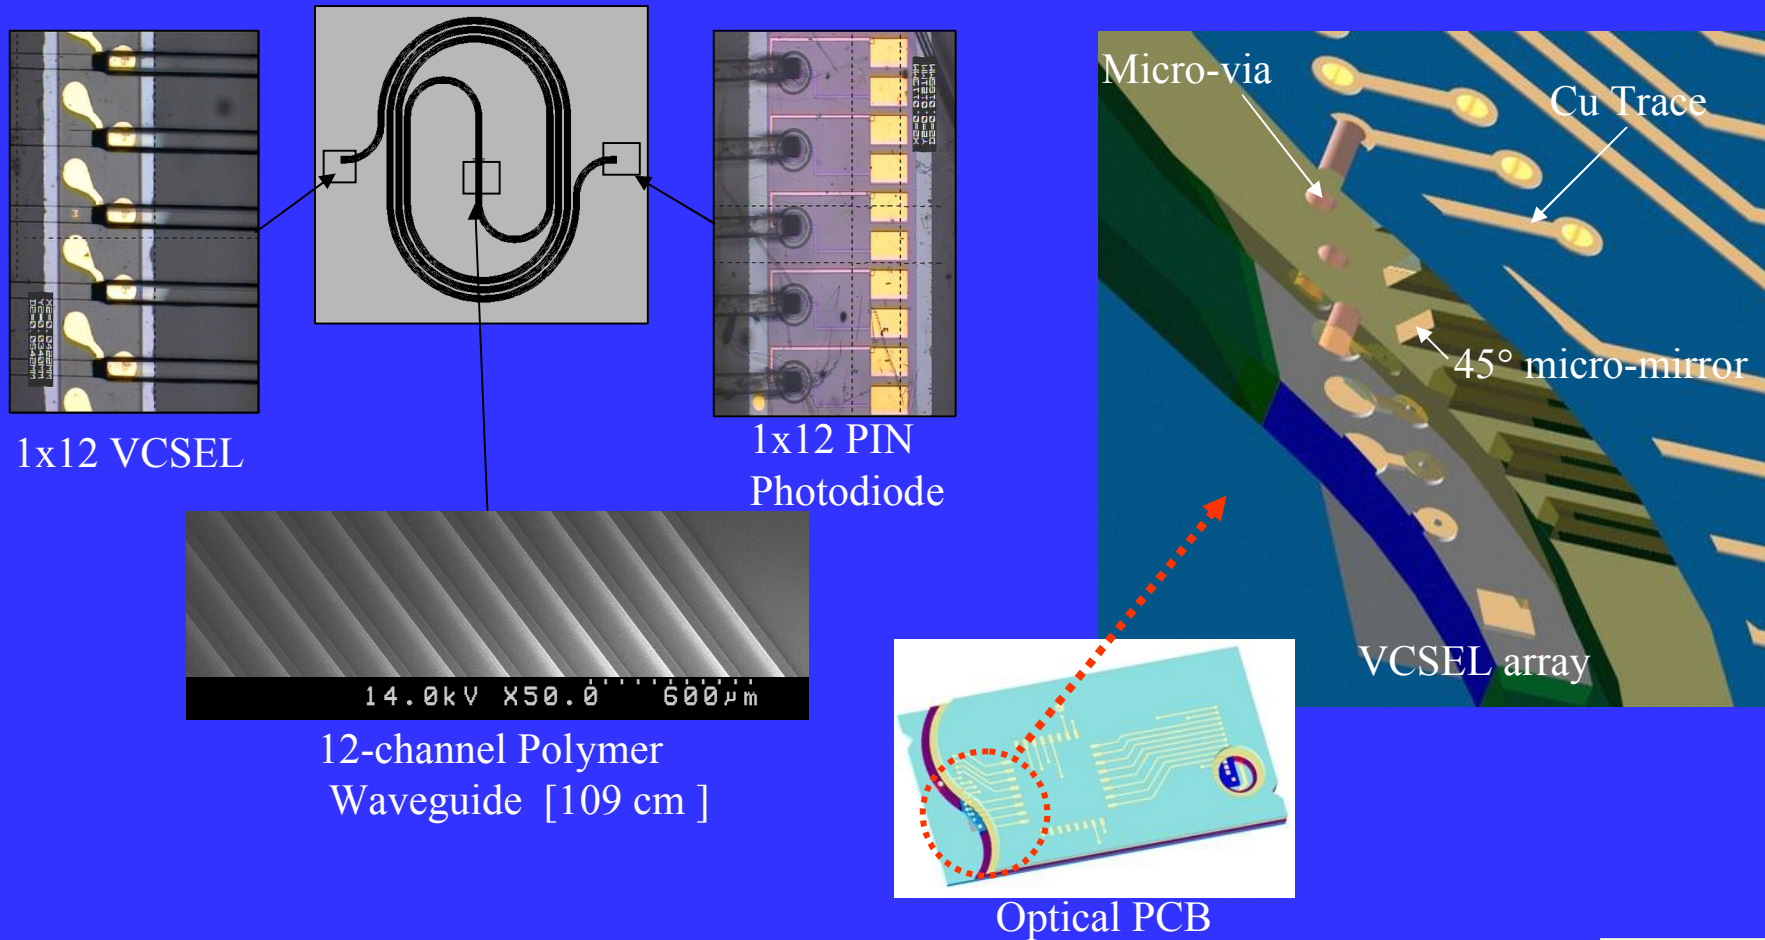 Micro-via
Cu Trace
45° micro-mirror
1x12 VCSEL
1x12 PIN
Photodiode
14.0kV X50.0 600µm
12-channel Polymer
Waveguide [109 cm ]
VCSEL array
Optical PCB